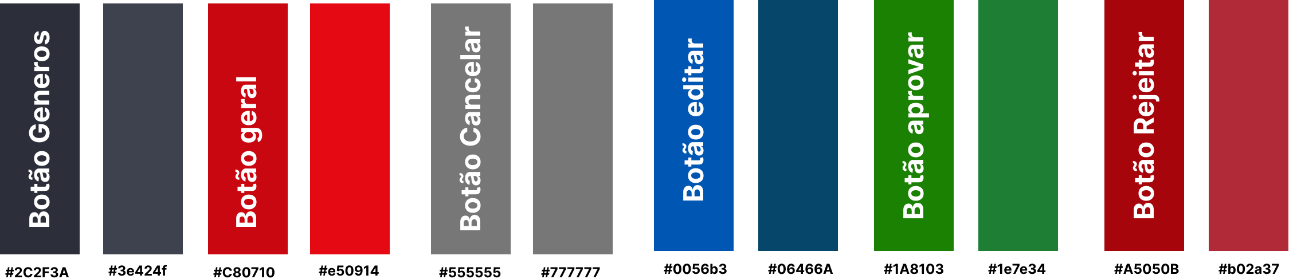 Botão Generos
Botão geral
Botão Cancelar
Botão editar
Botão aprovar
Botão Rejeitar
#2C2F3A
#3e424f
#C80710
#e50914
#555555
#777777
#0056b3
#06466A
#1A8103
#1e7e34
#A5050B
#b02a37